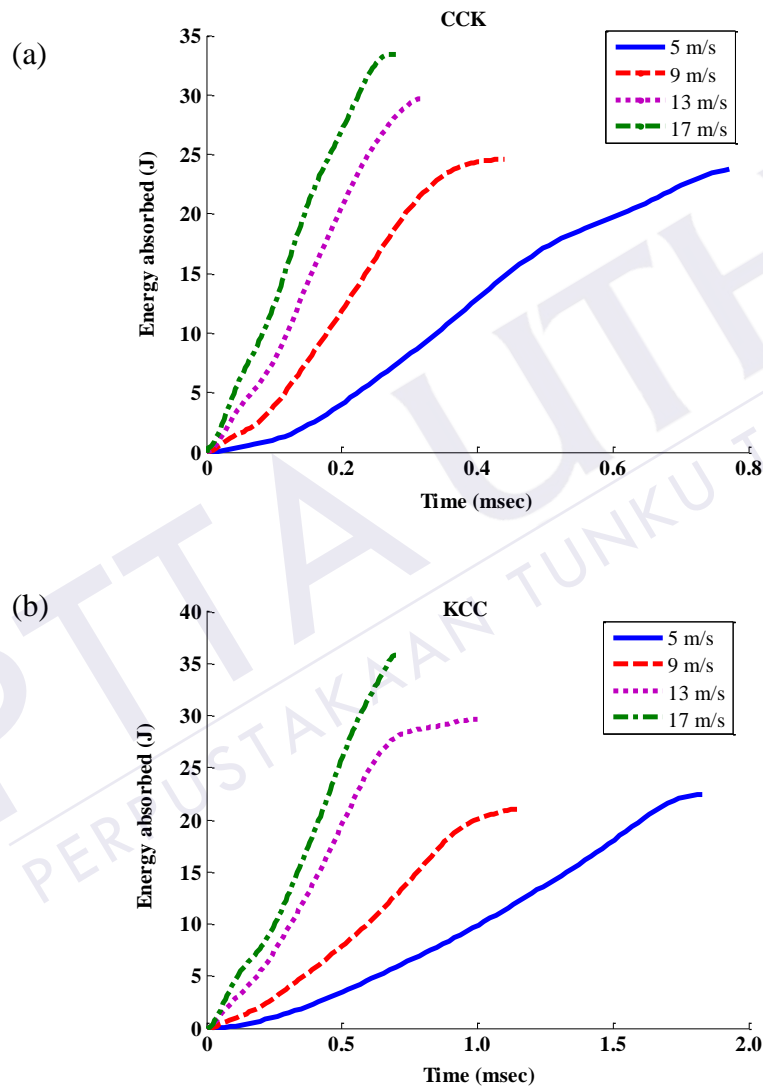 (a)
CCK
35
30
25
20
15
10
5
0
Energy absorbed (J)
5 m/s
9 m/s
13 m/s
17 m/s
0
0.2
0.4
0.6
0.8
Time (msec)
(b)
KCC
40
35
30
25
20
15
10
5
0
Energy absorbed (J)
5 m/s
9 m/s
13 m/s
17 m/s
0
0.5
1.0
1.5
2.0
Time (msec)
PTTA UTH
PERPUSTAKAAN TUNKU T